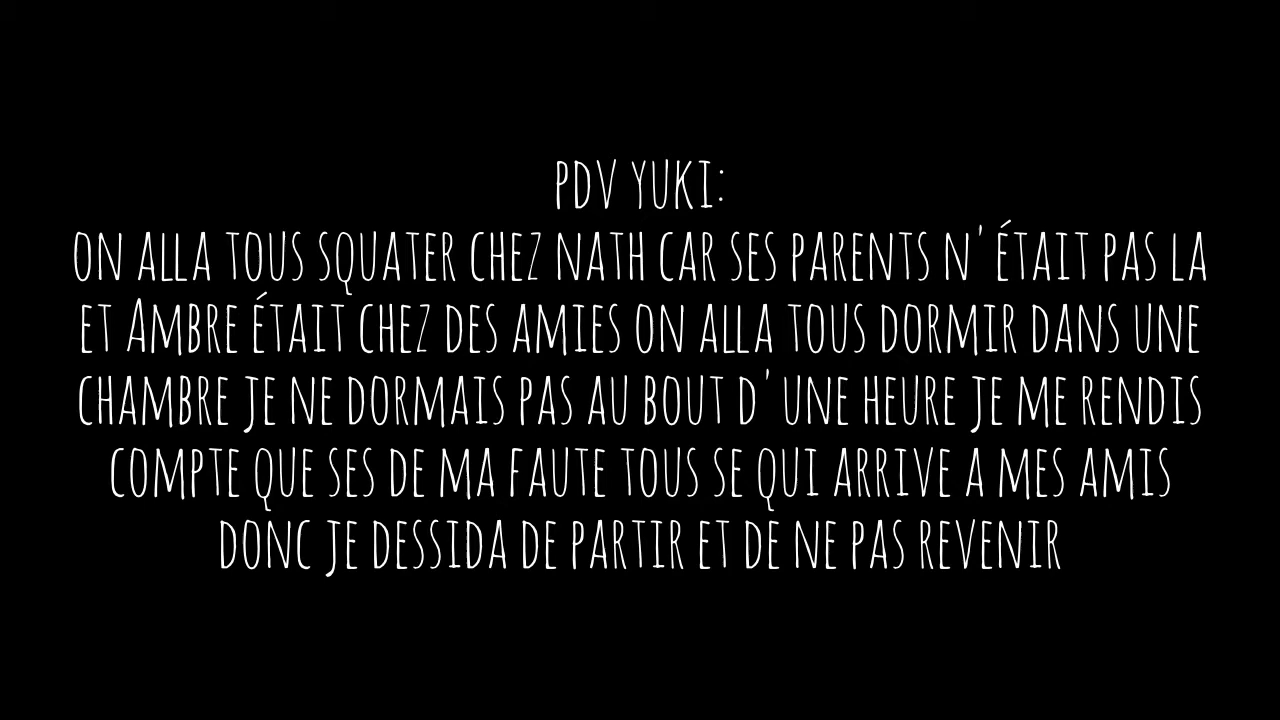 PDV YUKI:
ON ALLA TOUS SQUATER CHEZ NATH CAR SES PARENTS N'ÉTAIT PAS LA
ET AMBRE ÉTAIT CHEZ DES AMIES ON ALLA TOUS DORMIR DANS UNE
CHAMBRE JE NE DORMAIS PAS AU BOUT D'UNE HEURE JE ME RENDIS
COMPTE QUE SES DE MA FAUTE TOUS SE QUI ARRIVE A MES AMIS
DONC JE DESSIDA DE PARTIR ET DE NE PAS REVENIR